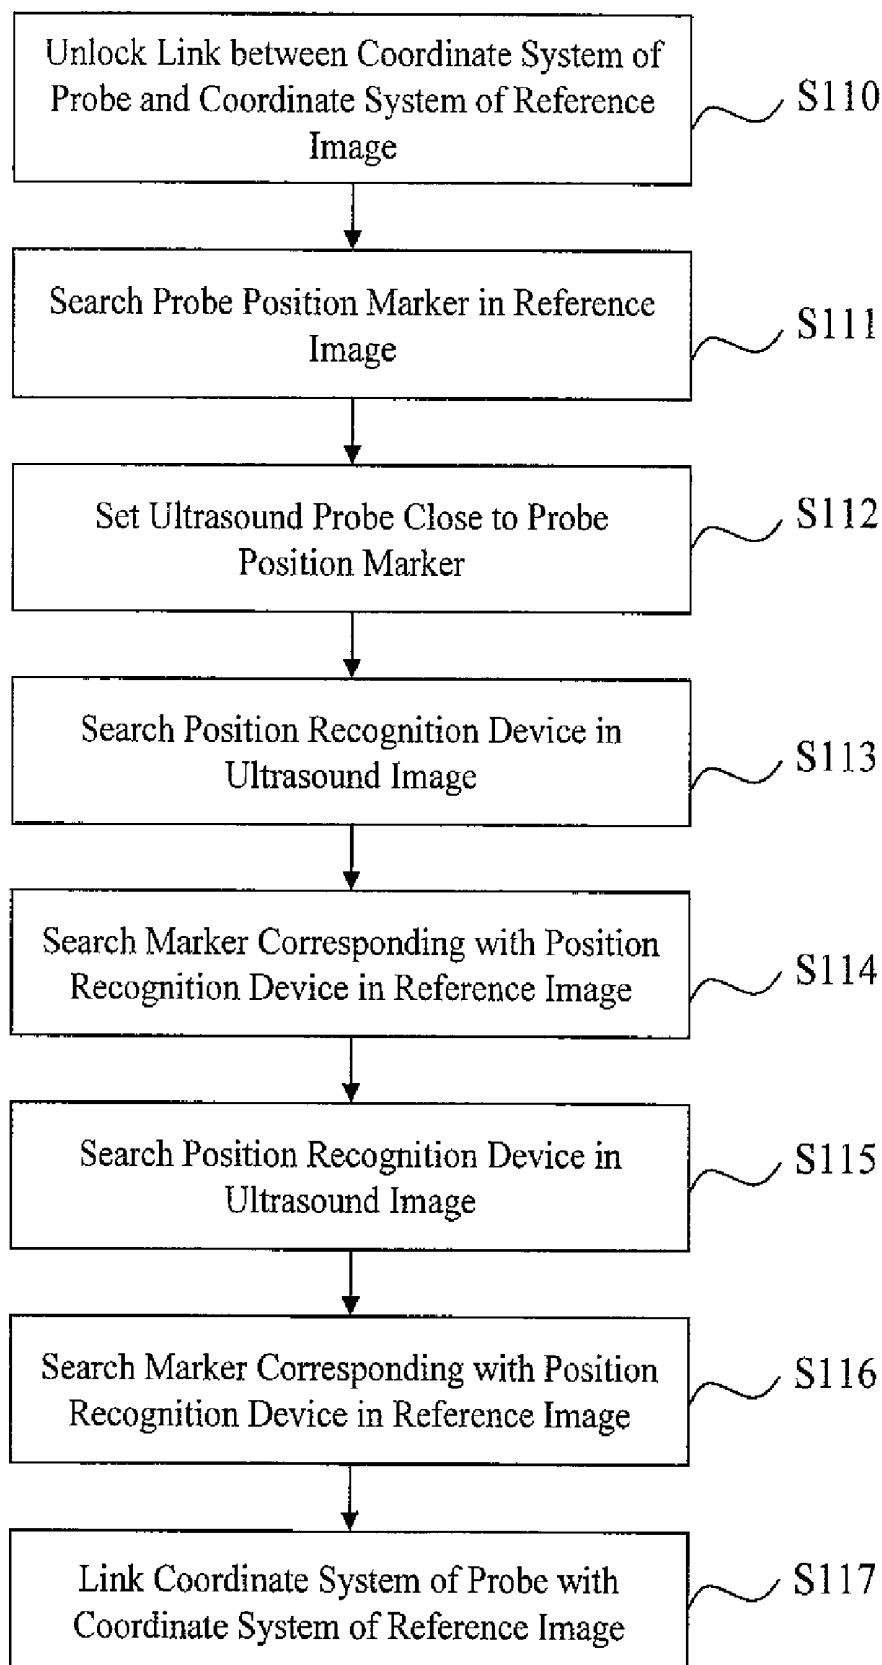 Unlock Link between Coordinate System of
Probe and Coordinate System of Reference
Image
S110
Search Probe Position Marker in Reference
Image
S111
Set Ultrasound Probe Close to Probe
Position Marker
S112
Search Position Recognition Device in
Ultrasound Image
S113
Search Marker Corresponding with Position
Recognition Device in Reference Image
S114
Search Position Recognition Device in
Ultrasound Image
S115
Search Marker Corresponding with Position
Recognition Device in Reference Image
S116
Link Coordinate System of Probe with
Coordinate System of Reference Image
S117